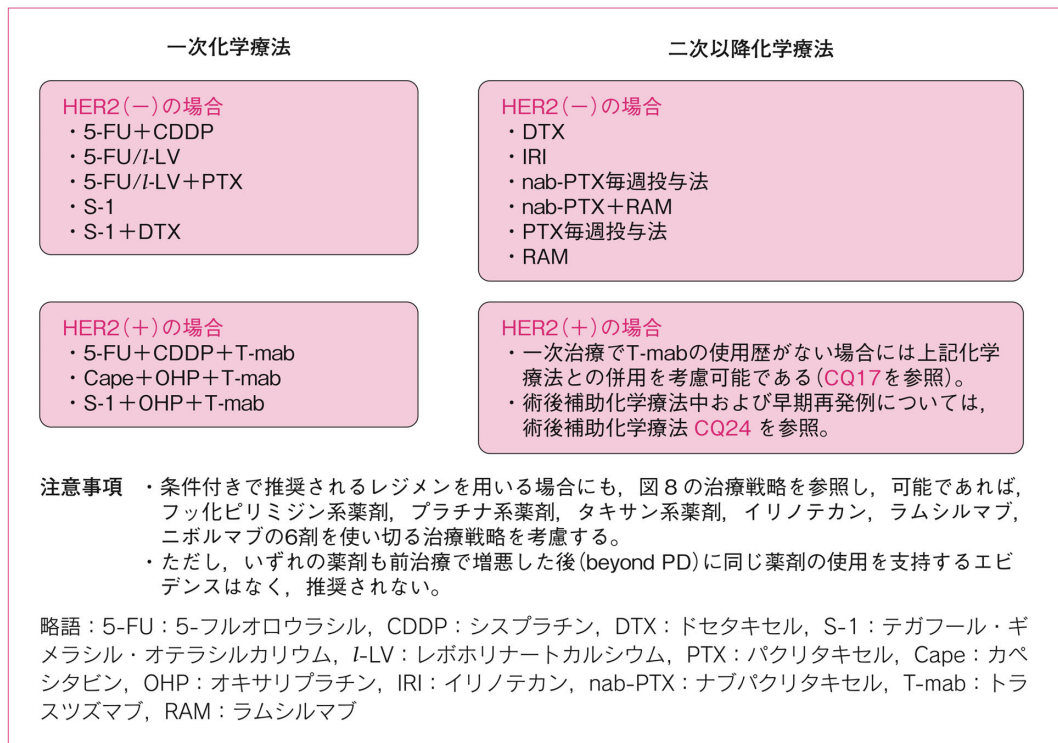 一次化学療法
HER2(−)の場合
・5-FU+CDDP
・5-FU/l-LV
・5-FU/l-LV+PTX
・S-1
・S-1+DTX
HER2(+)の場合
・5-FU+CDDP+T-mab
・Cape+OHP+T-mab
・S-1+OHP+T-mab
二次以降化学療法
HER2(−)の場合
・DTX
・IRI
・nab-PTX毎週投与法
・nab-PTX+RAM
・PTX毎週投与法
・RAM
HER2(+)の場合
・一次治療でT-mabの使用歴がない場合には上記化学
療法との併用を考慮可能である(CQ17を参照)。
・術後補助化学療法中および早期再発例については,
術後補助化学療法 CQ24 を参照。
注意事項 ・条件付きで推奨されるレジメンを用いる場合にも,図8の治療戦略を参照し,可能であれば,
フッ化ピリミジン系薬剤,プラチナ系薬剤,タキサン系薬剤,イリノテカン,ラムシルマブ,
ニボルマブの6剤を使い切る治療戦略を考慮する。
・ただし,いずれの薬剤も前治療で増悪した後(beyond PD)に同じ薬剤の使用を支持するエビ
デンスはなく,推奨されない。
略語:5-FU:5-フルオロウラシル,CDDP:シスプラチン,DTX:ドセタキセル,S-1:テガフール・ギ
メラシル・オテラシルカリウム,l-LV:レボホリナートカルシウム,PTX:パクリタキセル,Cape:カペ
シタビン,OHP:オキサリプラチン,IRI:イリノテカン,nab-PTX:ナブパクリタキセル,T-mab:トラ
スツズマブ,RAM:ラムシルマブ